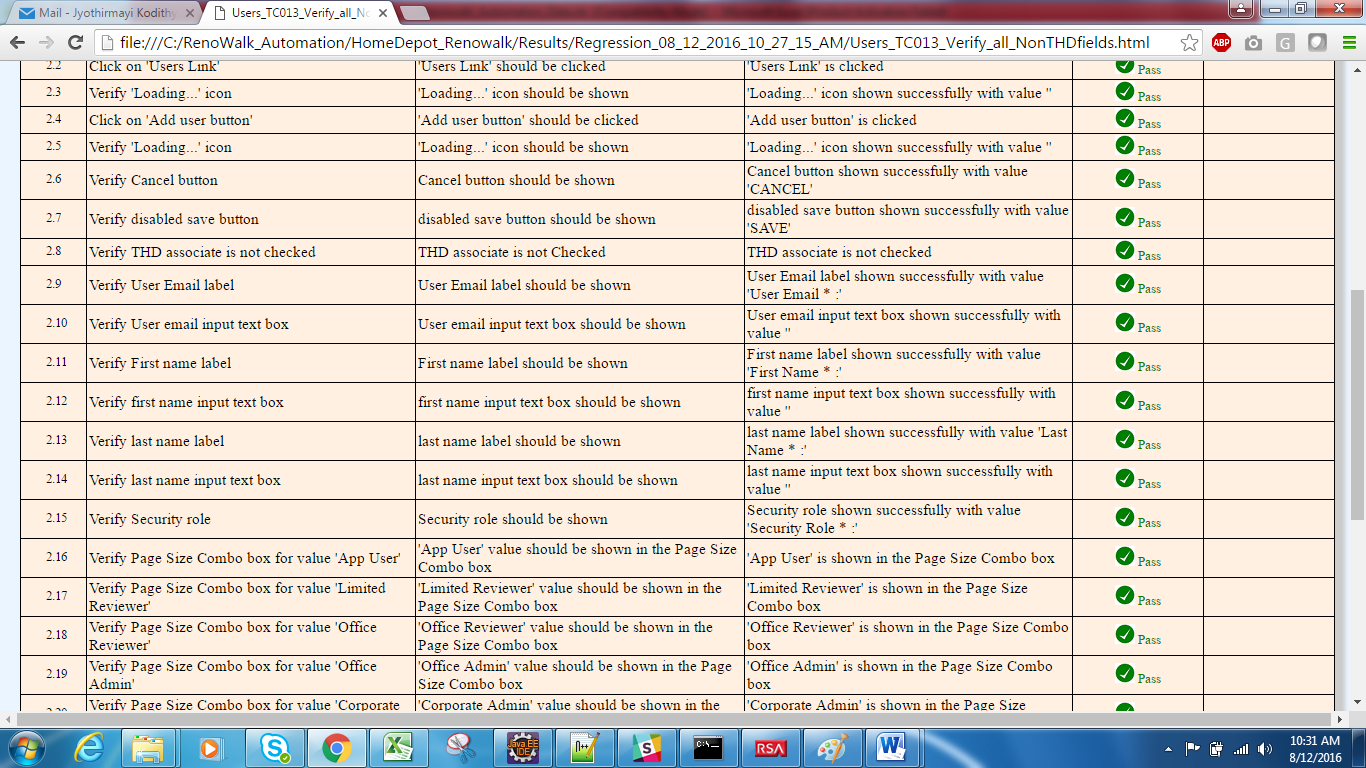 Mail - Jyothirmayi Kodithy
Users_TC013_Verify_all_No
file:///C:/RenoWalk_Automation/HomeDepot_Renowalk/Results/Regression_08_12_2016_10_27_15_AM/Users_TC013_Verify_all_NonTHDfields.html
ABP
G
2.2 Click on 'Users Link' 'Users Link' should be clicked 'Users Link' is clicked Pass
2.3 Verify 'Loading...' icon 'Loading...' icon should be shown 'Loading...' icon shown successfully with value '' Pass
2.4 Click on 'Add user button' 'Add user button' should be clicked 'Add user button' is clicked Pass
2.5 Verify 'Loading...' icon 'Loading...' icon should be shown 'Loading...' icon shown successfully with value '' Pass
2.6 Verify Cancel button Cancel button should be shown Cancel button shown successfully with value
'CANCEL' Pass
2.7 Verify disabled save button disabled save button should be shown disabled save button shown successfully with value
'SAVE' Pass
2.8 Verify THD associate is not checked THD associate is not Checked THD associate is not checked Pass
2.9 Verify User Email label User Email label should be shown User Email label shown successfully with value
'User Email * :' Pass
2.10 Verify User email input text box User email input text box should be shown User email input text box shown successfully with
value '' Pass
2.11 Verify First name label First name label should be shown First name label shown successfully with value
'First Name * :' Pass
2.12 Verify first name input text box first name input text box should be shown first name input text box shown successfully with
value '' Pass
2.13 Verify last name label last name label should be shown last name label shown successfully with value 'Last
Name * :' Pass
2.14 Verify last name input text box last name input text box should be shown last name input text box shown successfully with
value '' Pass
2.15 Verify Security role Security role should be shown Security role shown successfully with value
'Security Role * :' Pass
2.16 Verify Page Size Combo box for value 'App User' 'App User' value should be shown in the Page Size
Combo box 'App User' is shown in the Page Size Combo box Pass
2.17 Verify Page Size Combo box for value 'Limited
Reviewer' 'Limited Reviewer' value should be shown in the
Page Size Combo box 'Limited Reviewer' is shown in the Page Size
Combo box Pass
2.18 Verify Page Size Combo box for value 'Office
Reviewer' 'Office Reviewer' value should be shown in the
Page Size Combo box 'Office Reviewer' is shown in the Page Size Combo
box Pass
2.19 Verify Page Size Combo box for value 'Office
Admin' 'Office Admin' value should be shown in the Page
Size Combo box 'Office Admin' is shown in the Page Size Combo
box Pass
2.20 Verify Page Size Combo box for value 'Corporate 'Corporate Admin' value should be shown in the 'Corporate Admin' is shown in the Page Size
Java EE
IDE
C:\
RSA
10:31 AM
8/12/2016